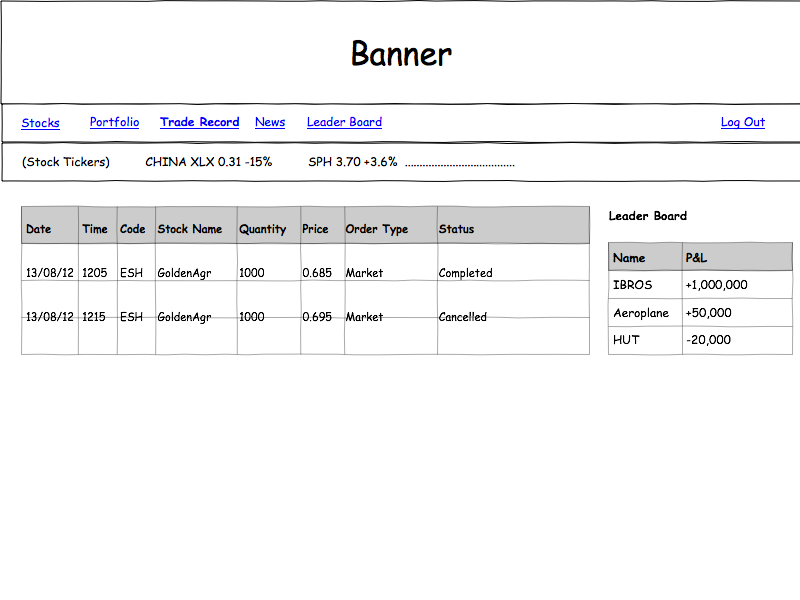 Banner
Stocks Portfolio Trade Record News Leader Board Log Out
(Stock Tickers) CHINA XLX 0.31 -15% SPH 3.70 +3.6% .....................................
Date Time Code Stock Name Quantity Price Order Type Status
13/08/12 1205 ESH GoldenAgr 1000 0.685 Market Completed
13/08/12 1215 ESH GoldenAgr 1000 0.695 Market Cancelled
Leader Board
Name P&L
IBROS +1,000,000
Aeroplane +50,000
HUT -20,000